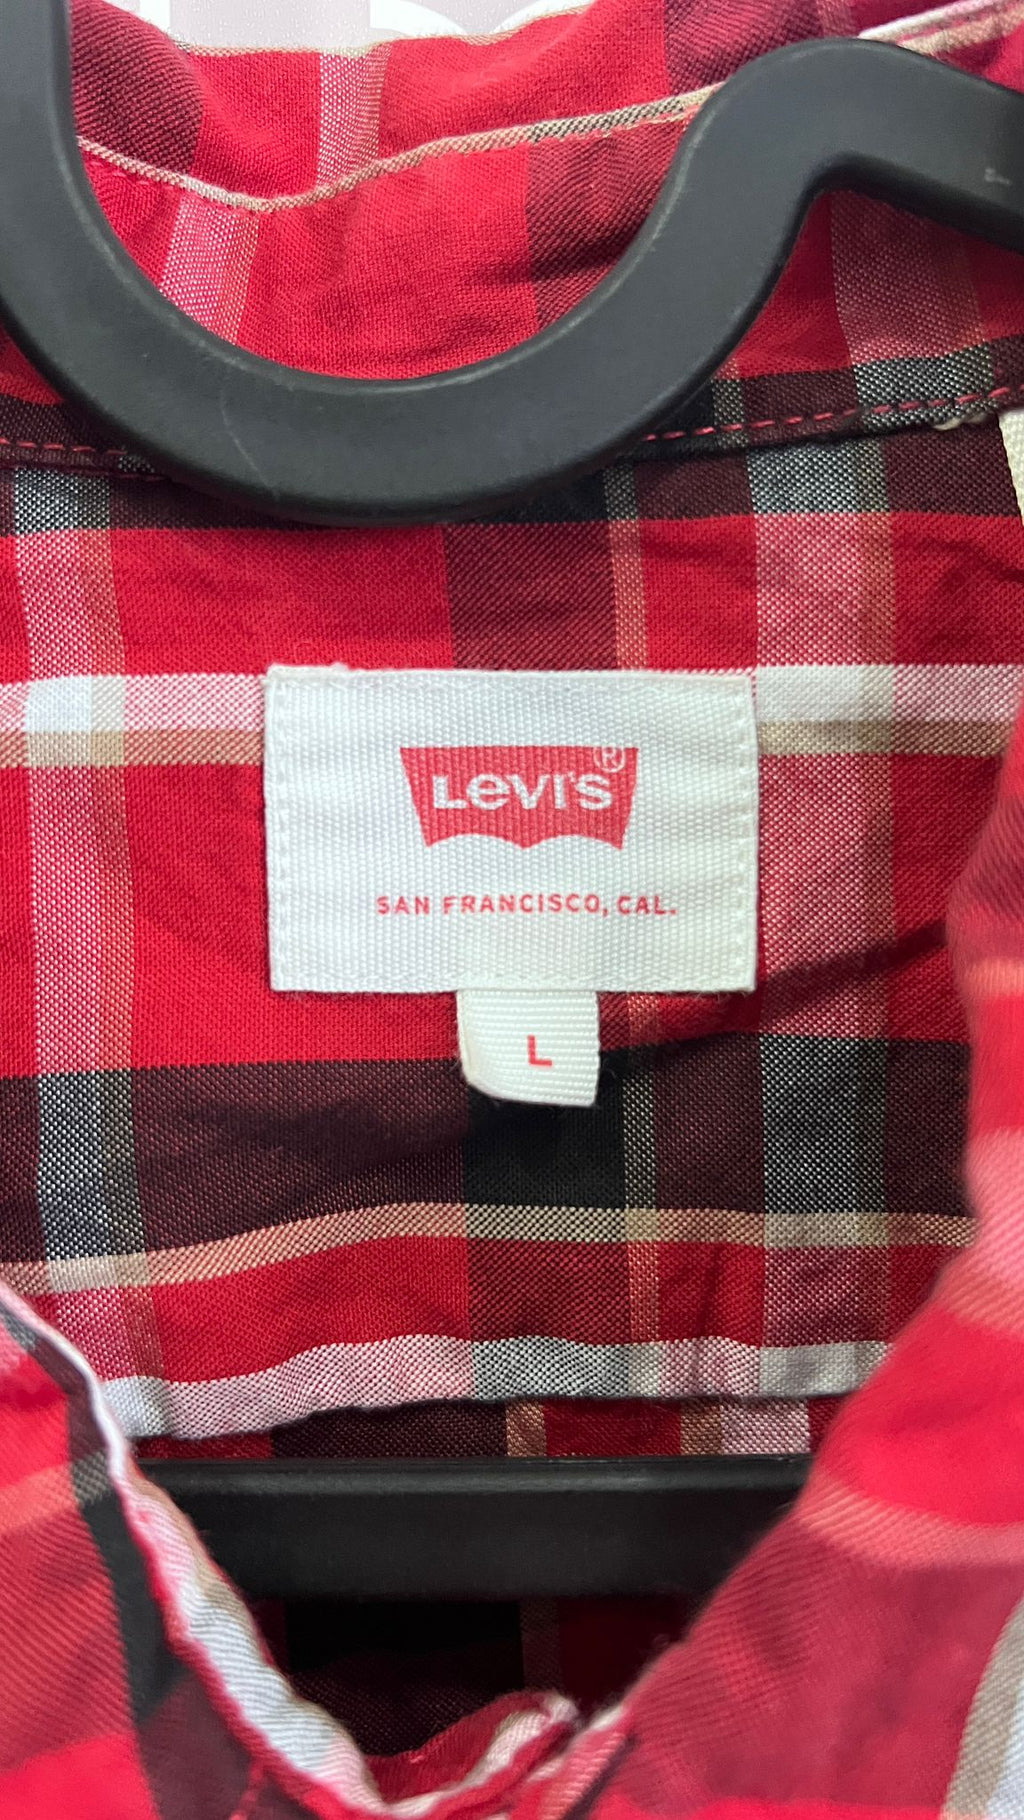 LEVI'S®
SAN FRANCISCO, CAL.
L